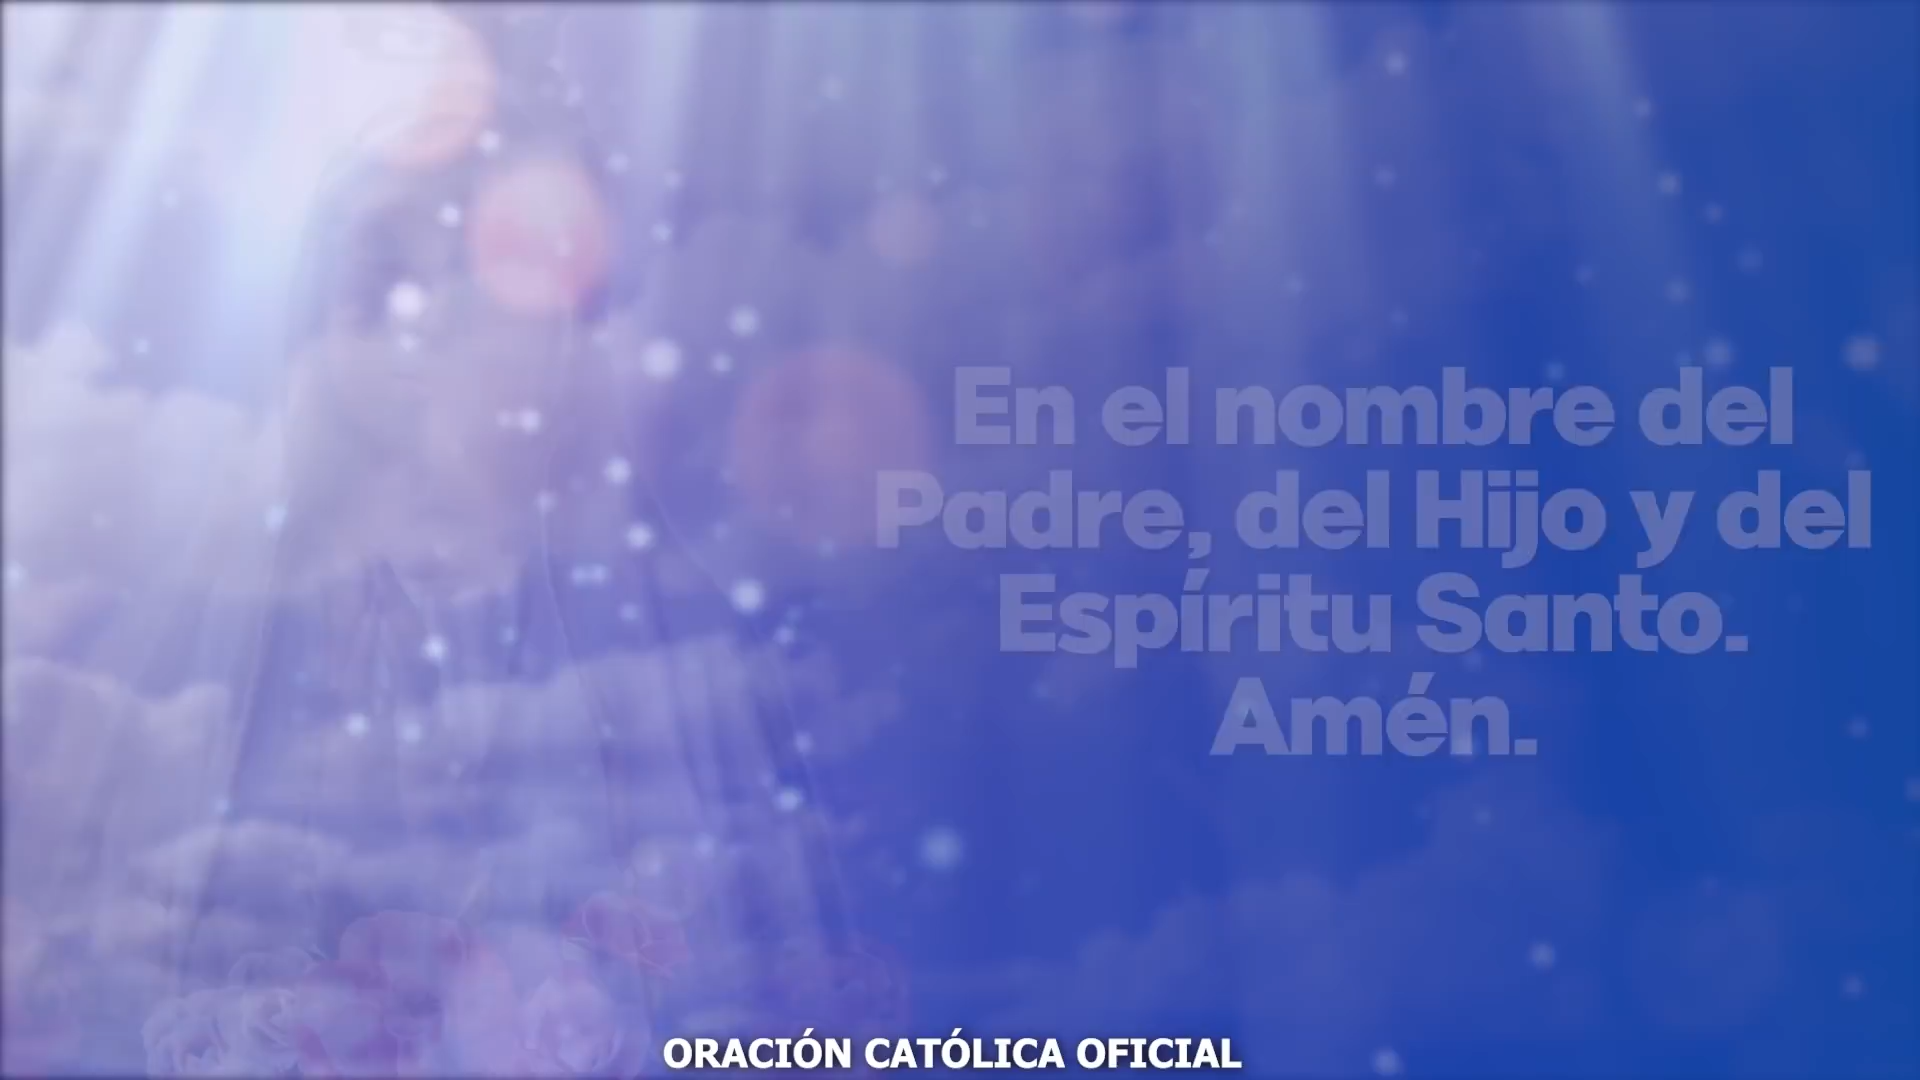 En el nombre del
Padre, del Hijo y del
Espíritu Santo.
Amén.
ORACIÓN CATÓLICA OFICIAL